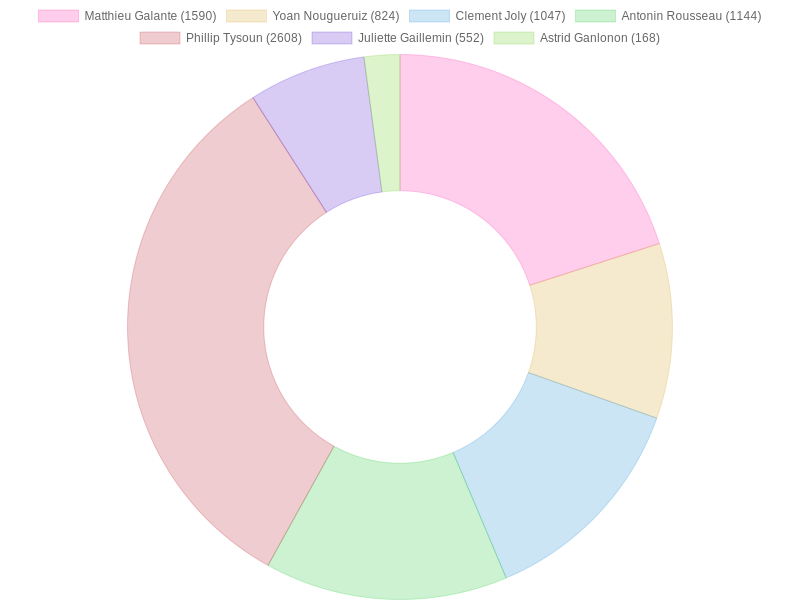 Matthieu Galante (1590) Yoan Nougueruiz (824) Clement Joly (1047) Antonin Rousseau (1144)
Phillip Tysoun (2608) Juliette Gaillemin (552) Astrid Ganlonon (168)